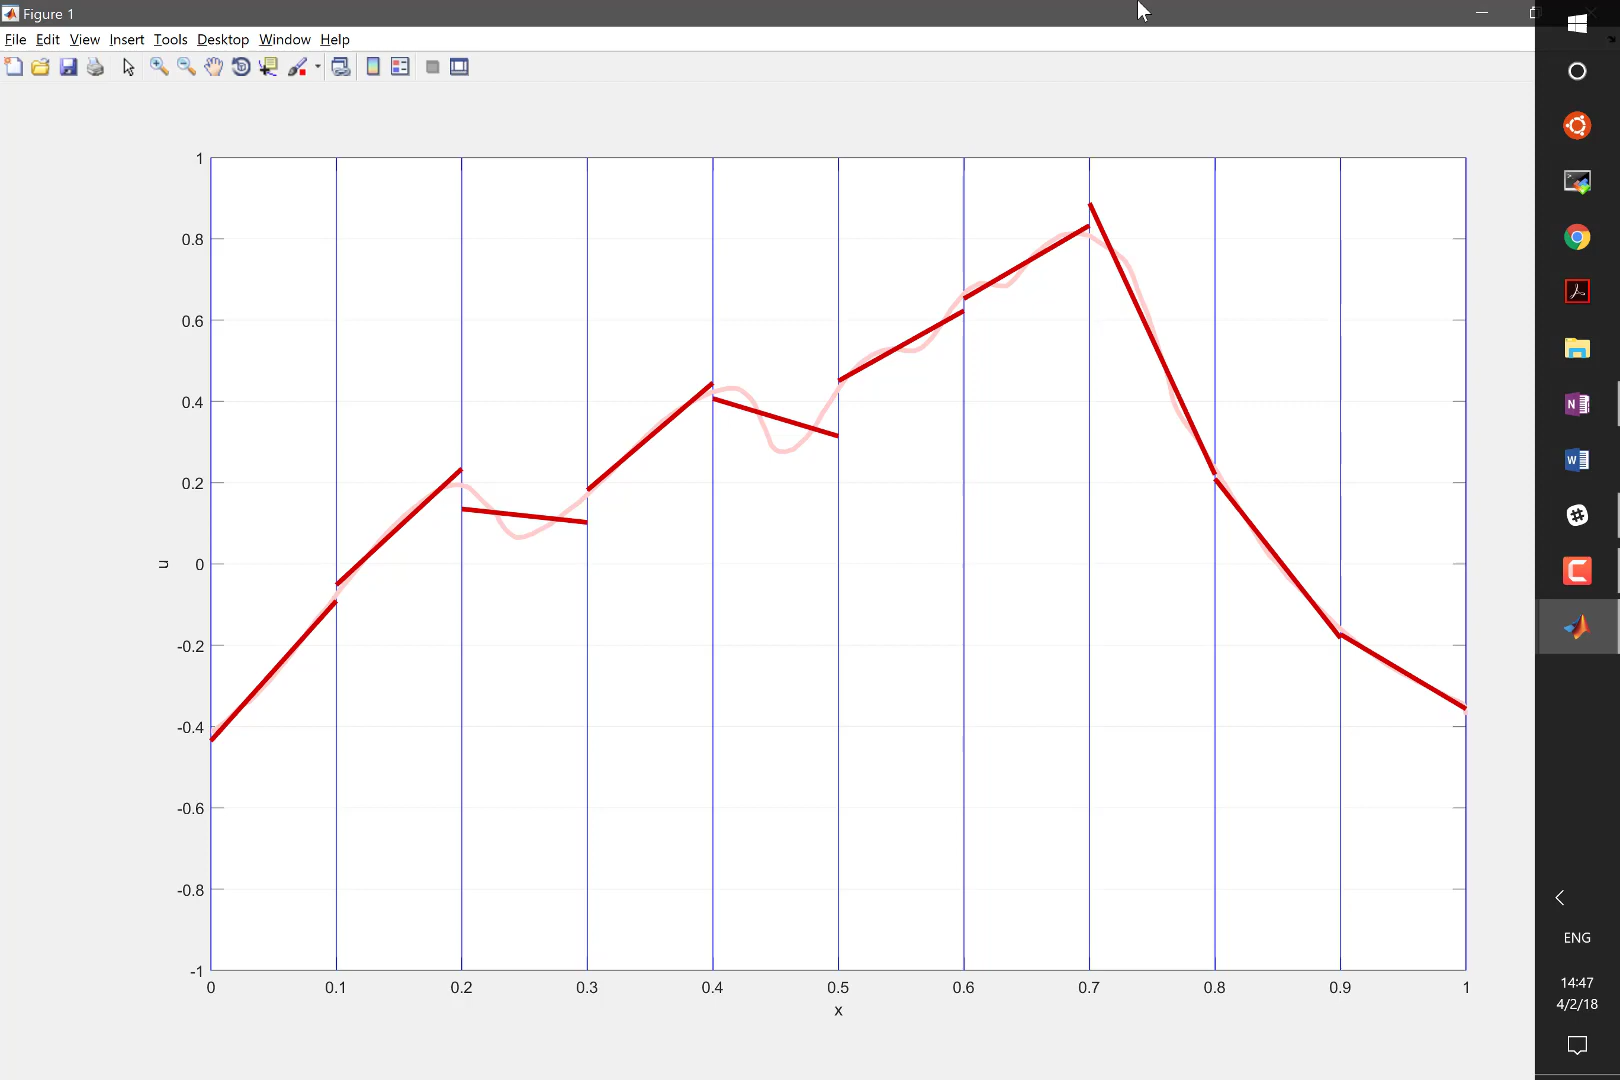 Figure 1
File Edit View Insert Tools Desktop Window Help
1
0.8
0.6
0.4
0.2
0
-0.2
-0.4
-0.6
-0.8
-1
u
0 0.1 0.2 0.3 0.4 0.5 0.6 0.7 0.8 0.9 1
x
N
W
ENG
14:47
4/2/18